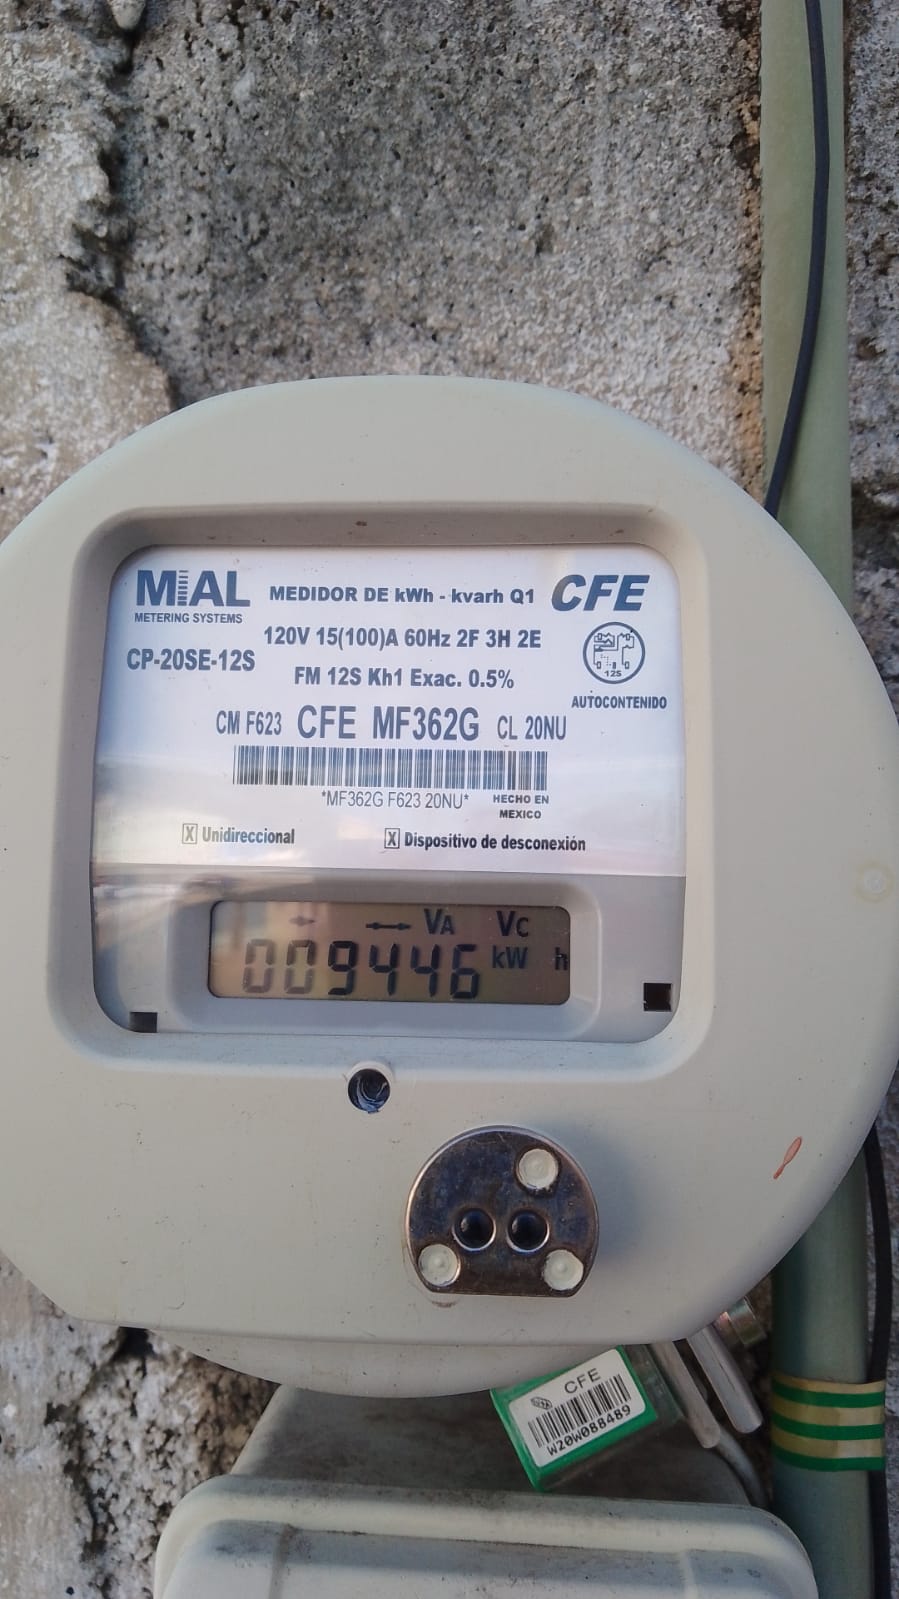 MIAL
METERING SYSTEMS
MEDIDOR DE kWh - kvarh Q1
CFE
120V 15(100)A 60Hz 2F 3H 2E
CP-20SE-12S
FM 12S Kh1 Exac. 0.5%
12S
AUTOCONTENIDO
CM F623 CFE MF362G CL 20NU
*MF362G F623 20NU*
HECHO EN
MEXICO
X Unidireccional
X Dispositivo de desconexión
VA VC
009446 kW h
CFE
W20W088489